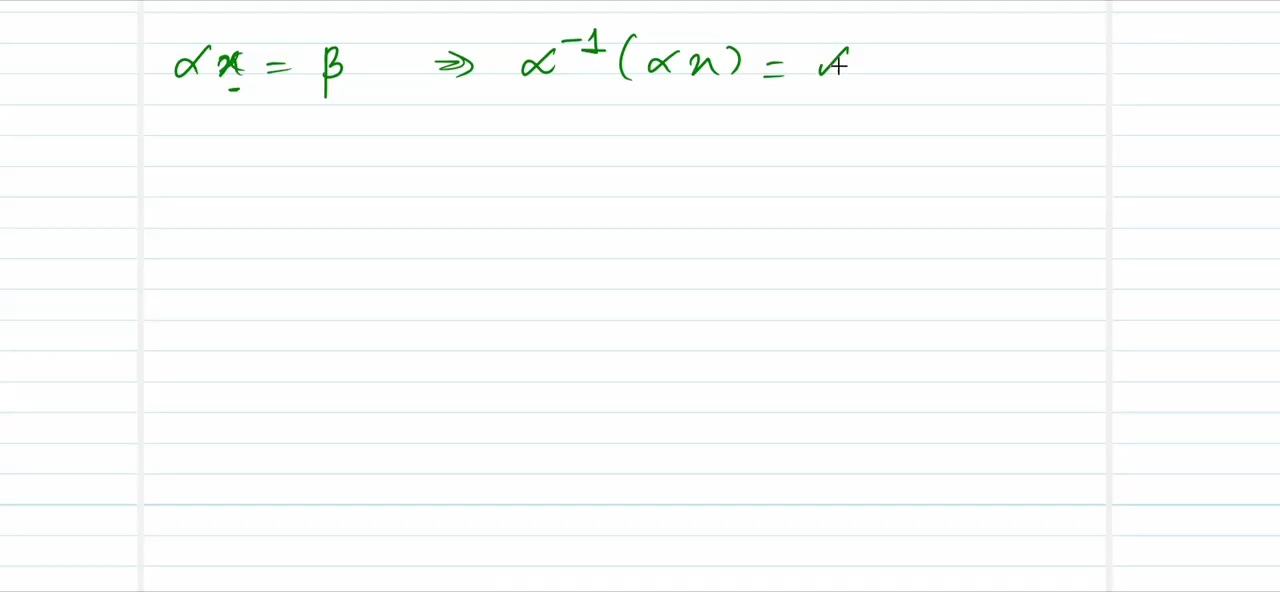 αx = β ⇒ α⁻¹(αx) =